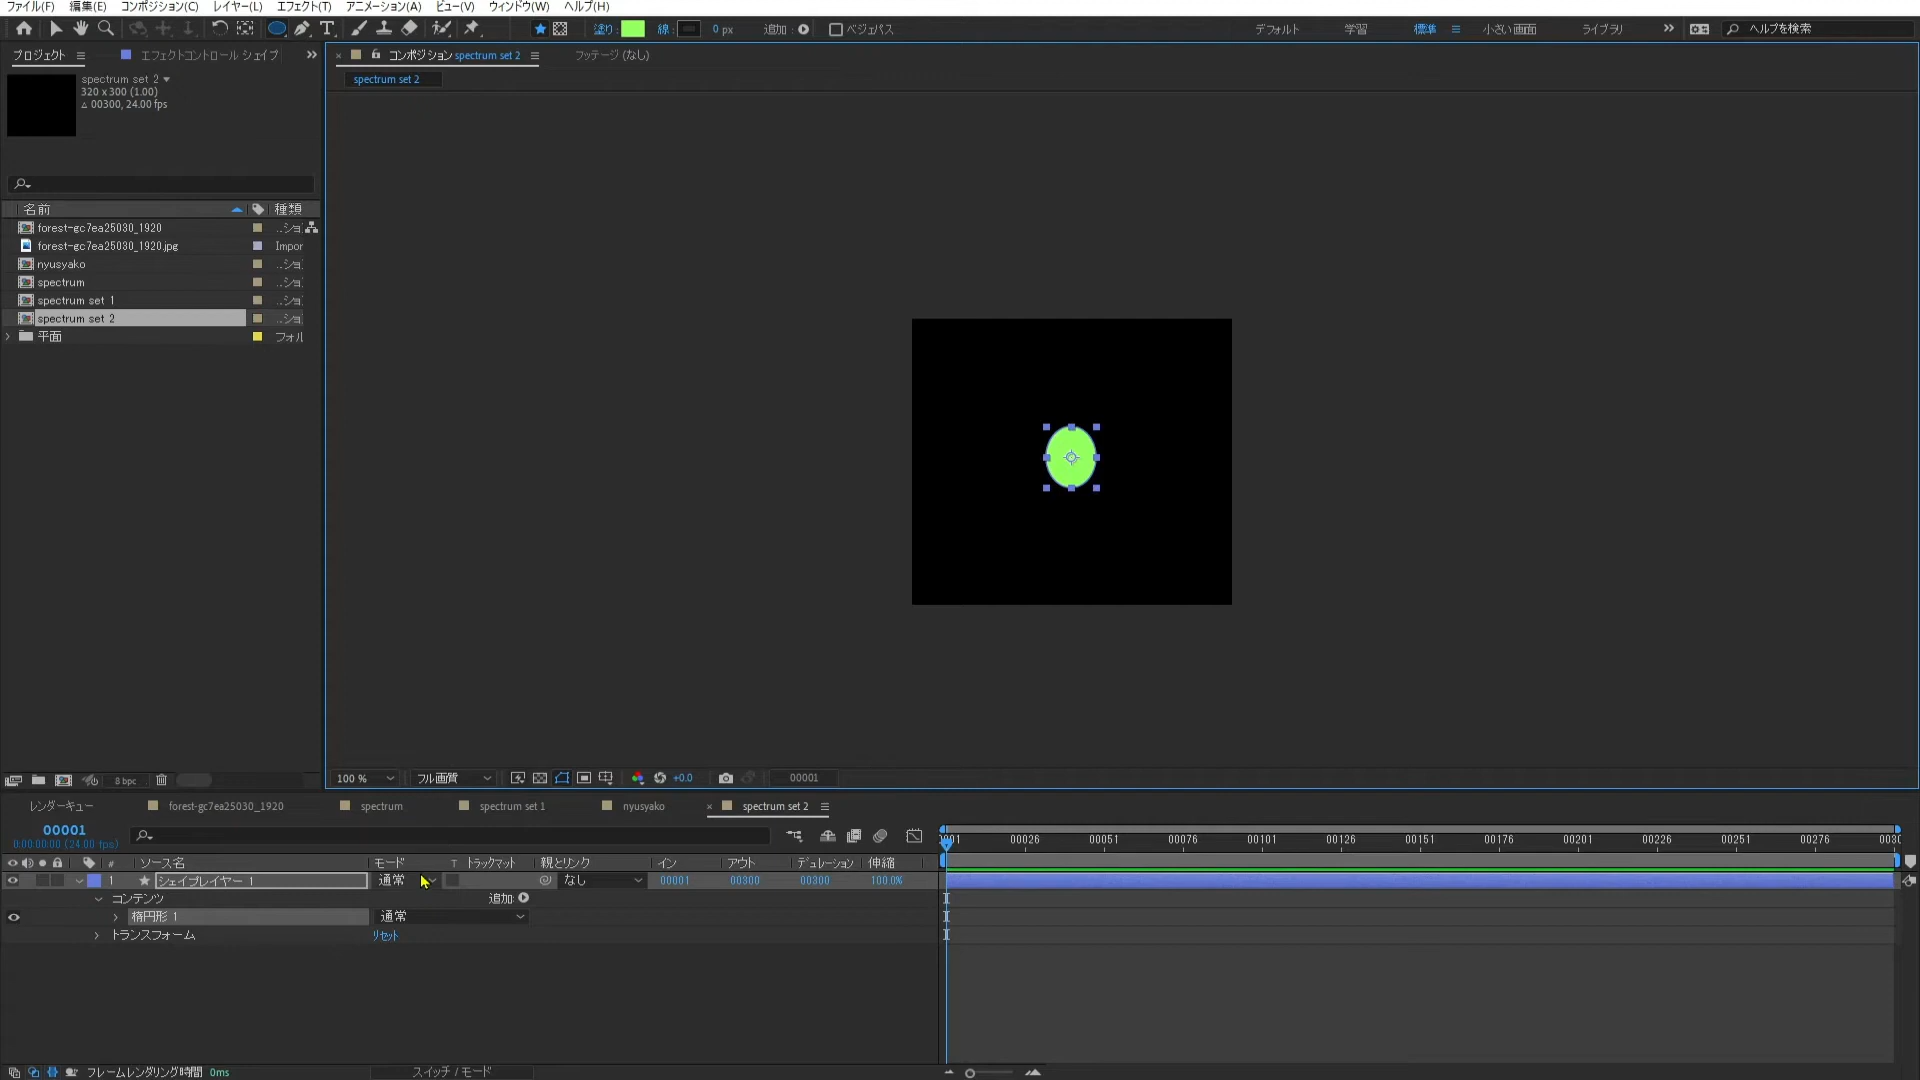 ファイル(F) 編集(E) コンポジション(C) レイヤー(L) エフェクト(T) アニメーション(A) ビュー(V) ウィンドウ(W) ヘルプ(H)
塗り: 線: 0 px 追加: ベジェパス デフォルト 学習 標準 小さい画面 ライブラリ ヘルプを検索
プロジェクト エフェクトコントロール シェイプ コンポジション spectrum set 2 フッテージ (なし)
spectrum set 2
spectrum set 2
320 x 300 (1.00)
△ 00300, 24.00 fps
名前 種類
forest-gc7ea25030_1920 ..ショ
forest-gc7ea25030_1920.jpg Impor
nyusyako ..ショ
spectrum ..ショ
spectrum set 1 ..ショ
spectrum set 2 ..ショ
平面 フォル
8 bpc 100 % フル画質 +0.0 00001
レンダーキュー forest-gc7ea25030_1920 spectrum spectrum set 1 nyusyako spectrum set 2
00001
0:00:00:00 (24.00 fps)
00026 00051 00076 00101 00126 00151 00176 00201 00226 00251 00276
# ソース名 モード T トラックマット 親とリンク イン アウト デュレーション 伸縮
1 シェイプレイヤー 1 通常 なし 00001 00300 00300 100.0%
コンテンツ 追加:
楕円形 1 通常
トランスフォーム リセット
フレームレンダリング時間 0ms スイッチ / モード